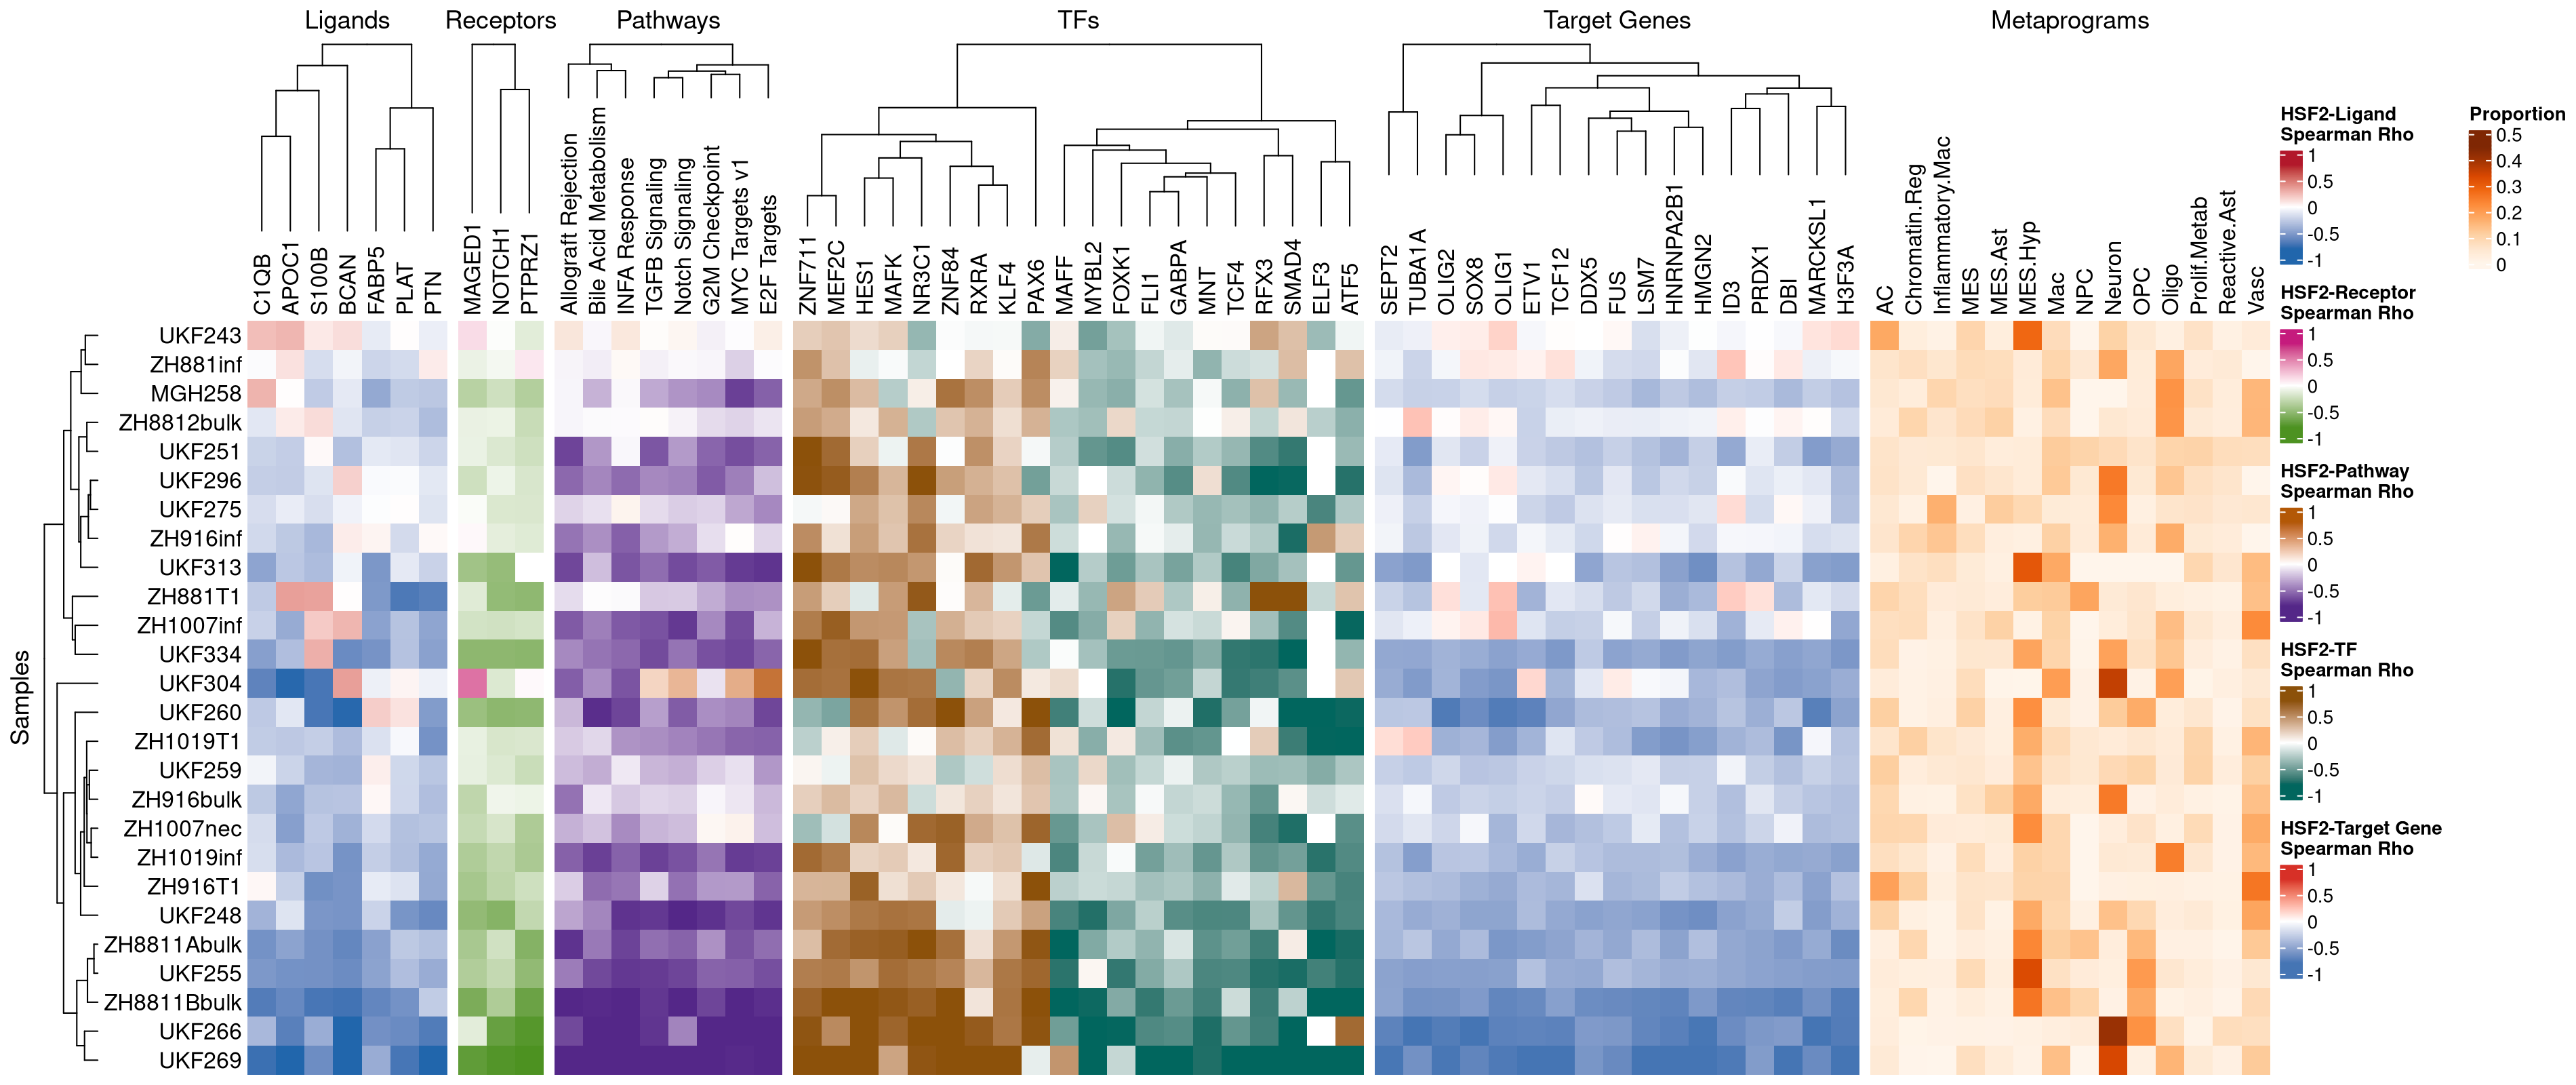 Ligands
Receptors
Pathways
TFs
Target Genes
Metaprograms
C1QB
APOC1
S100B
BCAN
FABP5
PLAT
PTN
MAGED1
NOTCH1
PTPRZ1
Allograft Rejection
Bile Acid Metabolism
INFA Response
TGFB Signaling
Notch Signaling
G2M Checkpoint
MYC Targets v1
E2F Targets
ZNF711
MEF2C
HES1
MAFK
NR3C1
ZNF84
RXRA
KLF4
PAX6
MAFF
MYBL2
FOXK1
FLI1
GABPA
MNT
TCF4
RFX3
SMAD4
ELF3
ATF5
SEPT2
TUBA1A
OLIG2
SOX8
OLIG1
ETV1
TCF12
DDX5
FUS
LSM7
HNRNPA2B1
HMGN2
ID3
PRDX1
DBI
MARCKSL1
H3F3A
AC
Chromatin.Reg
Inflammatory.Mac
MES
MES.Ast
MES.Hyp
Mac
NPC
Neuron
OPC
Oligo
Prolif.Metab
Reactive.Ast
Vasc
Samples
UKF243
ZH881inf
MGH258
ZH8812bulk
UKF251
UKF296
UKF275
ZH916inf
UKF313
ZH881T1
ZH1007inf
UKF334
UKF304
UKF260
ZH1019T1
UKF259
ZH916bulk
ZH1007nec
ZH1019inf
ZH916T1
UKF248
ZH8811Abulk
UKF255
ZH8811Bbulk
UKF266
UKF269
HSF2-Ligand
Spearman Rho
1
0.5
0
-0.5
-1
HSF2-Receptor
Spearman Rho
1
0.5
0
-0.5
-1
HSF2-Pathway
Spearman Rho
1
0.5
0
-0.5
-1
HSF2-TF
Spearman Rho
1
0.5
0
-0.5
-1
HSF2-Target Gene
Spearman Rho
1
0.5
0
-0.5
-1
Proportion
0.5
0.4
0.3
0.2
0.1
0